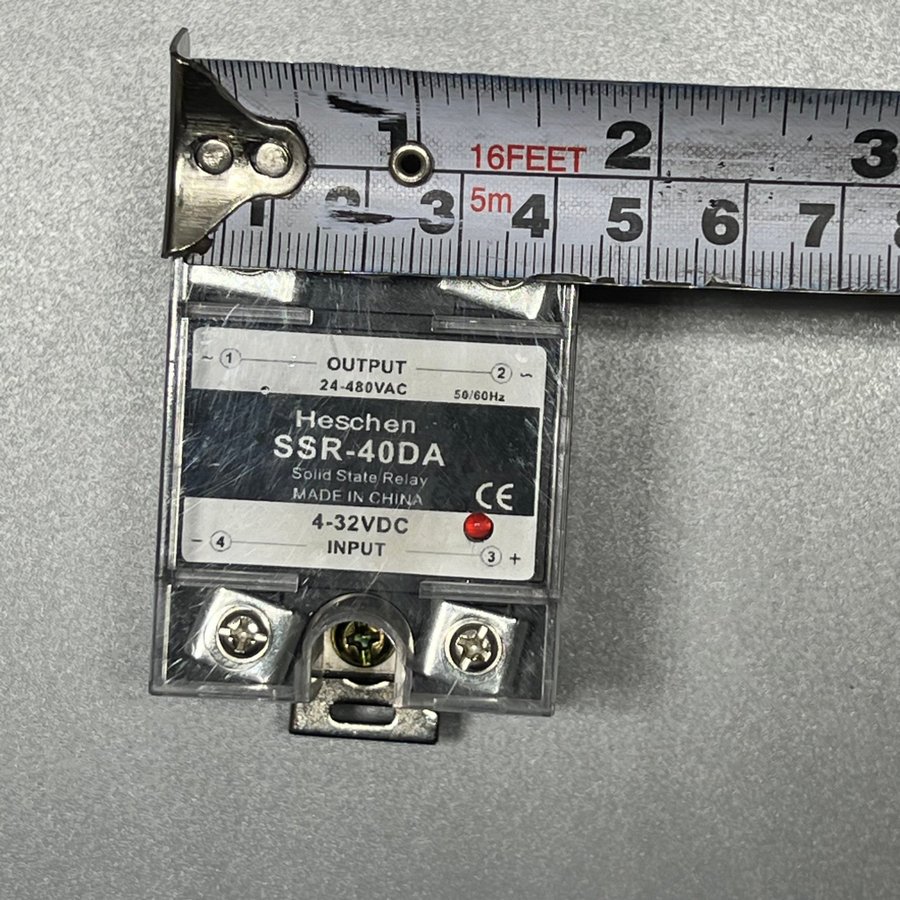 1 2 3
16FEET
5m
1 2 3 4 5 6 7 8
~ 1 OUTPUT 2 ~
24-480VAC 50/60Hz
Heschen
SSR-40DA
Solid State Relay
MADE IN CHINA
CE
4-32VDC
- 4 INPUT 3 +